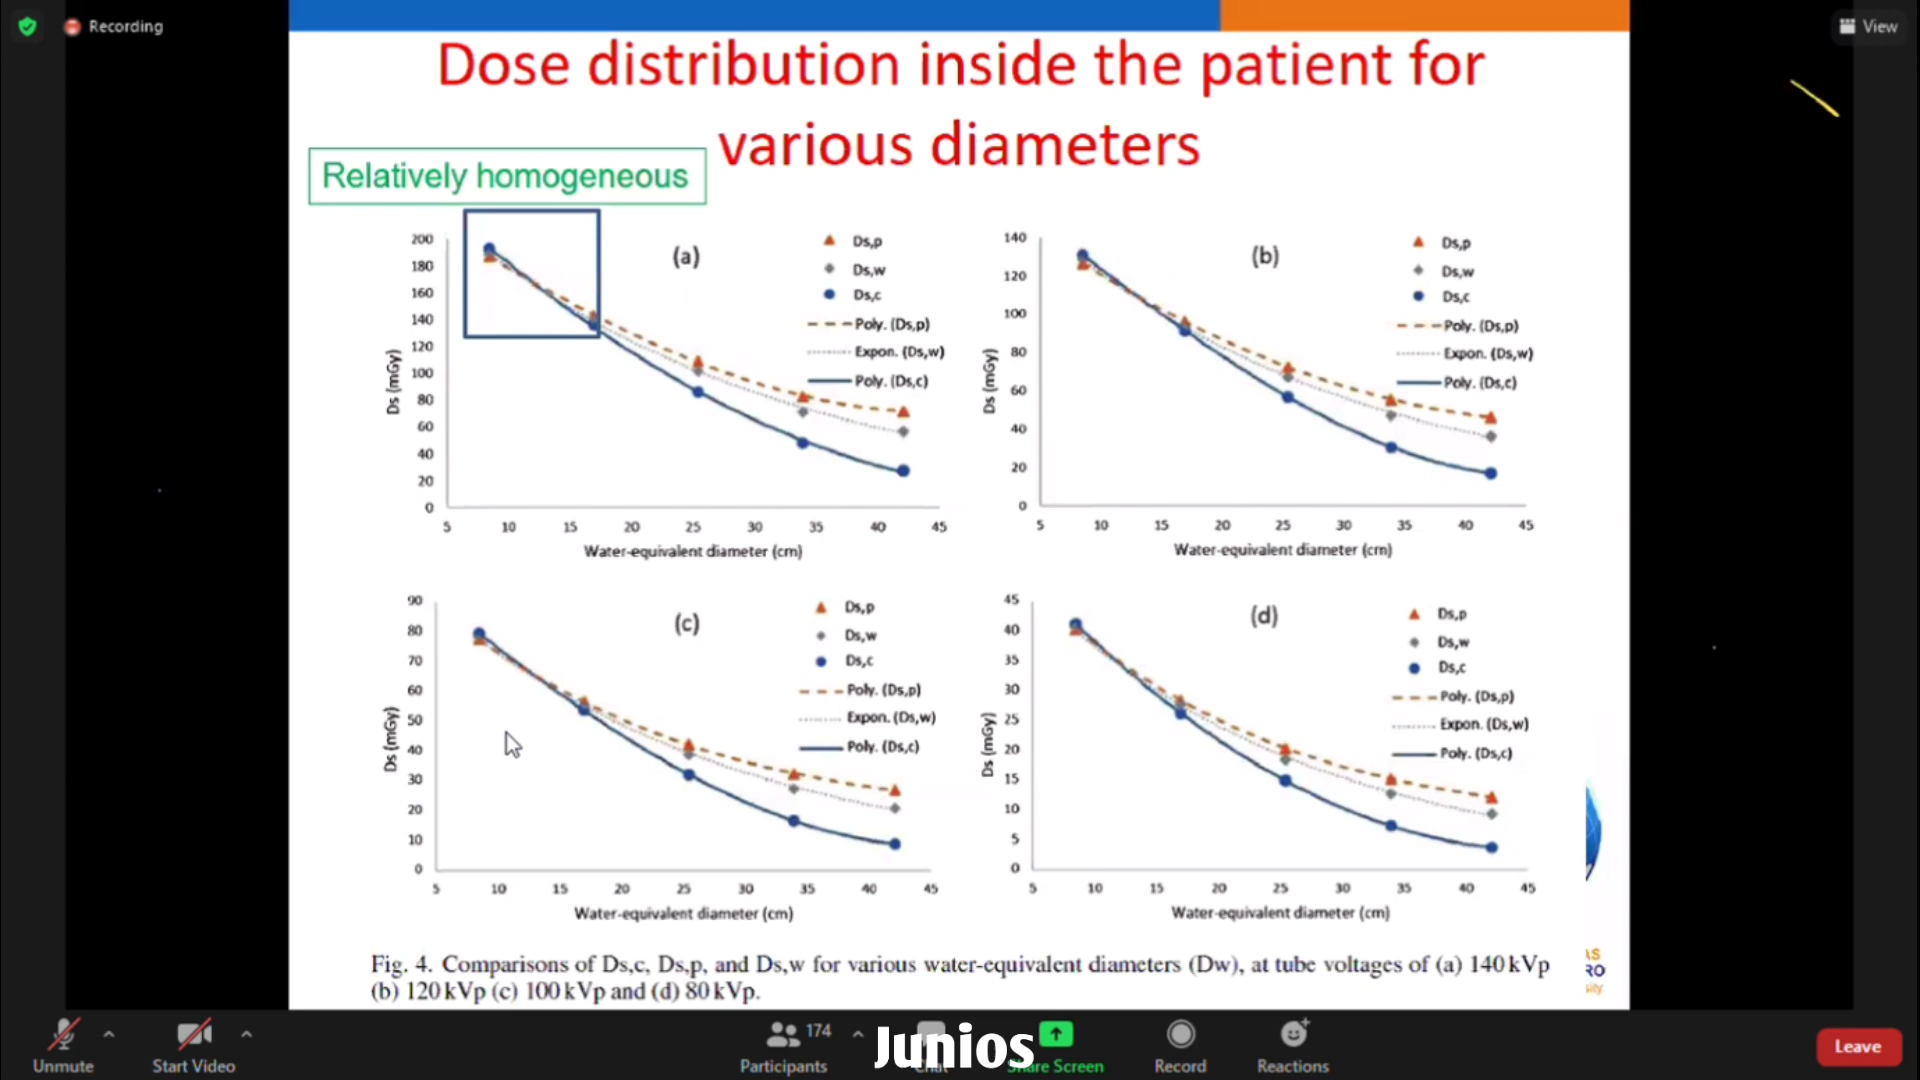 Recording
View
Dose distribution inside the patient for
various diameters
Relatively homogeneous
(a)
200
180
160
140
120
100
80
60
40
20
0
Ds (mGy)
5 10 15 20 25 30 35 40 45
Water-equivalent diameter (cm)
Ds,p
Ds,w
Ds,c
Poly. (Ds,p)
Expon. (Ds,w)
Poly. (Ds,c)
(b)
140
120
100
80
60
40
20
0
Ds (mGy)
5 10 15 20 25 30 35 40 45
Water-equivalent diameter (cm)
Ds,p
Ds,w
Ds,c
Poly. (Ds,p)
Expon. (Ds,w)
Poly. (Ds,c)
(c)
90
80
70
60
50
40
30
20
10
0
Ds (mGy)
5 10 15 20 25 30 35 40 45
Water-equivalent diameter (cm)
Ds,p
Ds,w
Ds,c
Poly. (Ds,p)
Expon. (Ds,w)
Poly. (Ds,c)
(d)
45
40
35
30
25
20
15
10
5
0
Ds (mGy)
5 10 15 20 25 30 35 40 45
Water-equivalent diameter (cm)
Ds,p
Ds,w
Ds,c
Poly. (Ds,p)
Expon. (Ds,w)
Poly. (Ds,c)
Fig. 4. Comparisons of Ds,c, Ds,p, and Ds,w for various water-equivalent diameters (Dw), at tube voltages of (a) 140 kVp
(b) 120 kVp (c) 100 kVp and (d) 80 kVp.
Unmute
Start Video
174
Participants
Junios
Share Screen
Record
Reactions
Leave